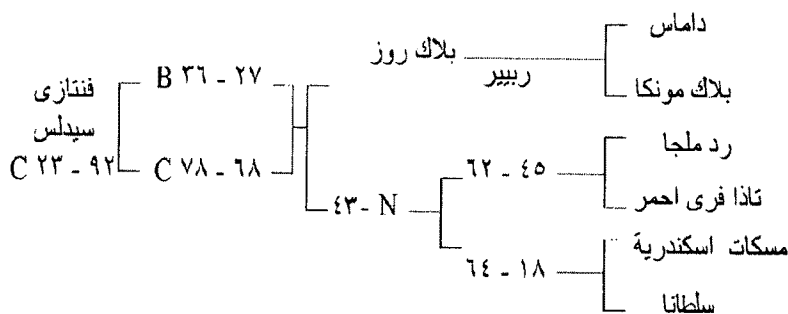 داماس
بلاك روز
ريبير
بلاك مونكا
B ٣٦ - ٢٧
فنتازى
سيدلس
C ٢٣ - ٩٢
C ٧٨ - ٦٨
رد ملجا
٦٢ - ٤٥
تاذا فرى احمر
٤٣- N
مسكات اسكندرية
٦٤ - ١٨
سلطانا